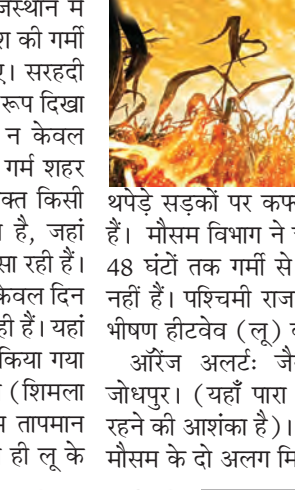 जस्थान में
श की गर्मी
ए। सरहदी
रूप दिखा
न केवल
गर्म शहर
क्त किसी
है, जहां
सा रही हैं।
केवल दिन
ही हैं। यहां
किया गया
(शिमला
तापमान
ही लू के
थपेड़े सड़कों पर कर्फ
हैं। मौसम विभाग ने
48 घंटों तक गर्मी से
नहीं हैं। पश्चिमी राज
भीषण हीटवेव (लू)
ऑरेंज अलर्टः जै
जोधपुर। (यहाँ पारा
रहने की आशंका है)।
मौसम के दो अलग मि